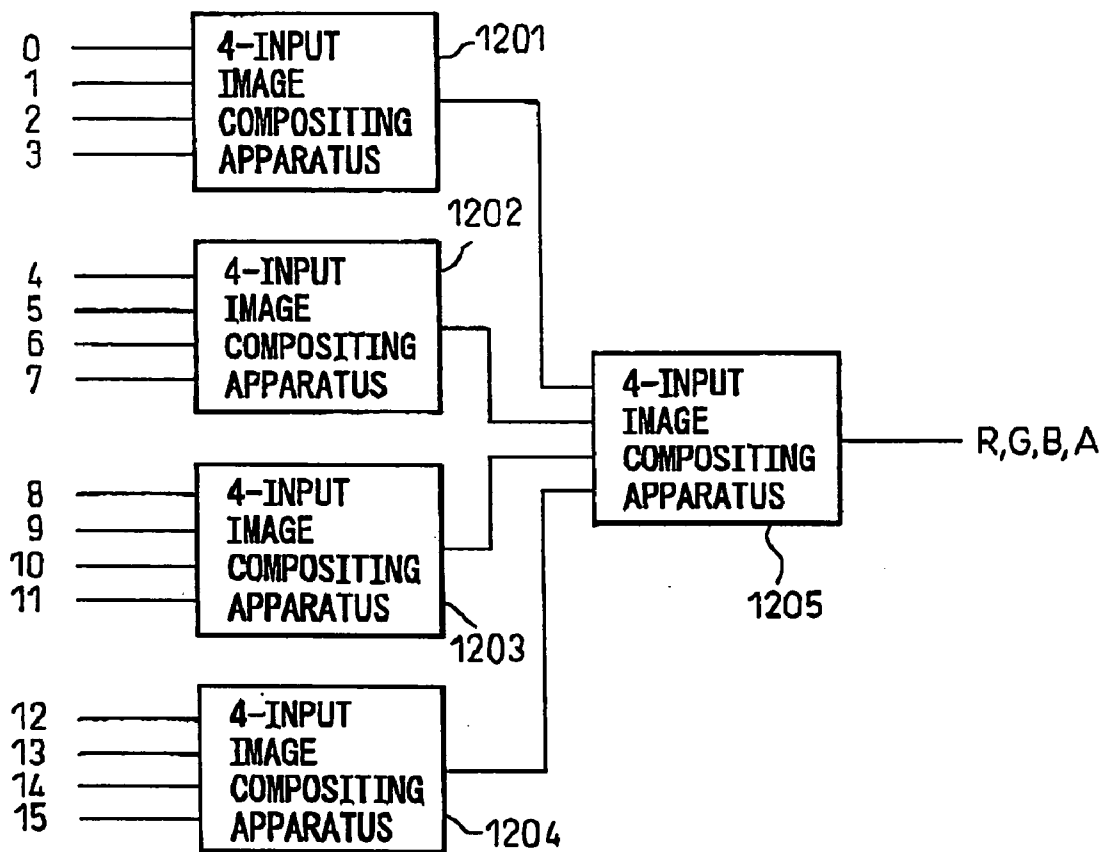 0
1
2
3
4-INPUT
IMAGE
COMPOSITING
APPARATUS
1201
4
5
6
7
4-INPUT
IMAGE
COMPOSITING
APPARATUS
1202
8
9
10
11
4-INPUT
IMAGE
COMPOSITING
APPARATUS
1203
12
13
14
15
4-INPUT
IMAGE
COMPOSITING
APPARATUS
1204
4-INPUT
IMAGE
COMPOSITING
APPARATUS
1205
R,G,B,A